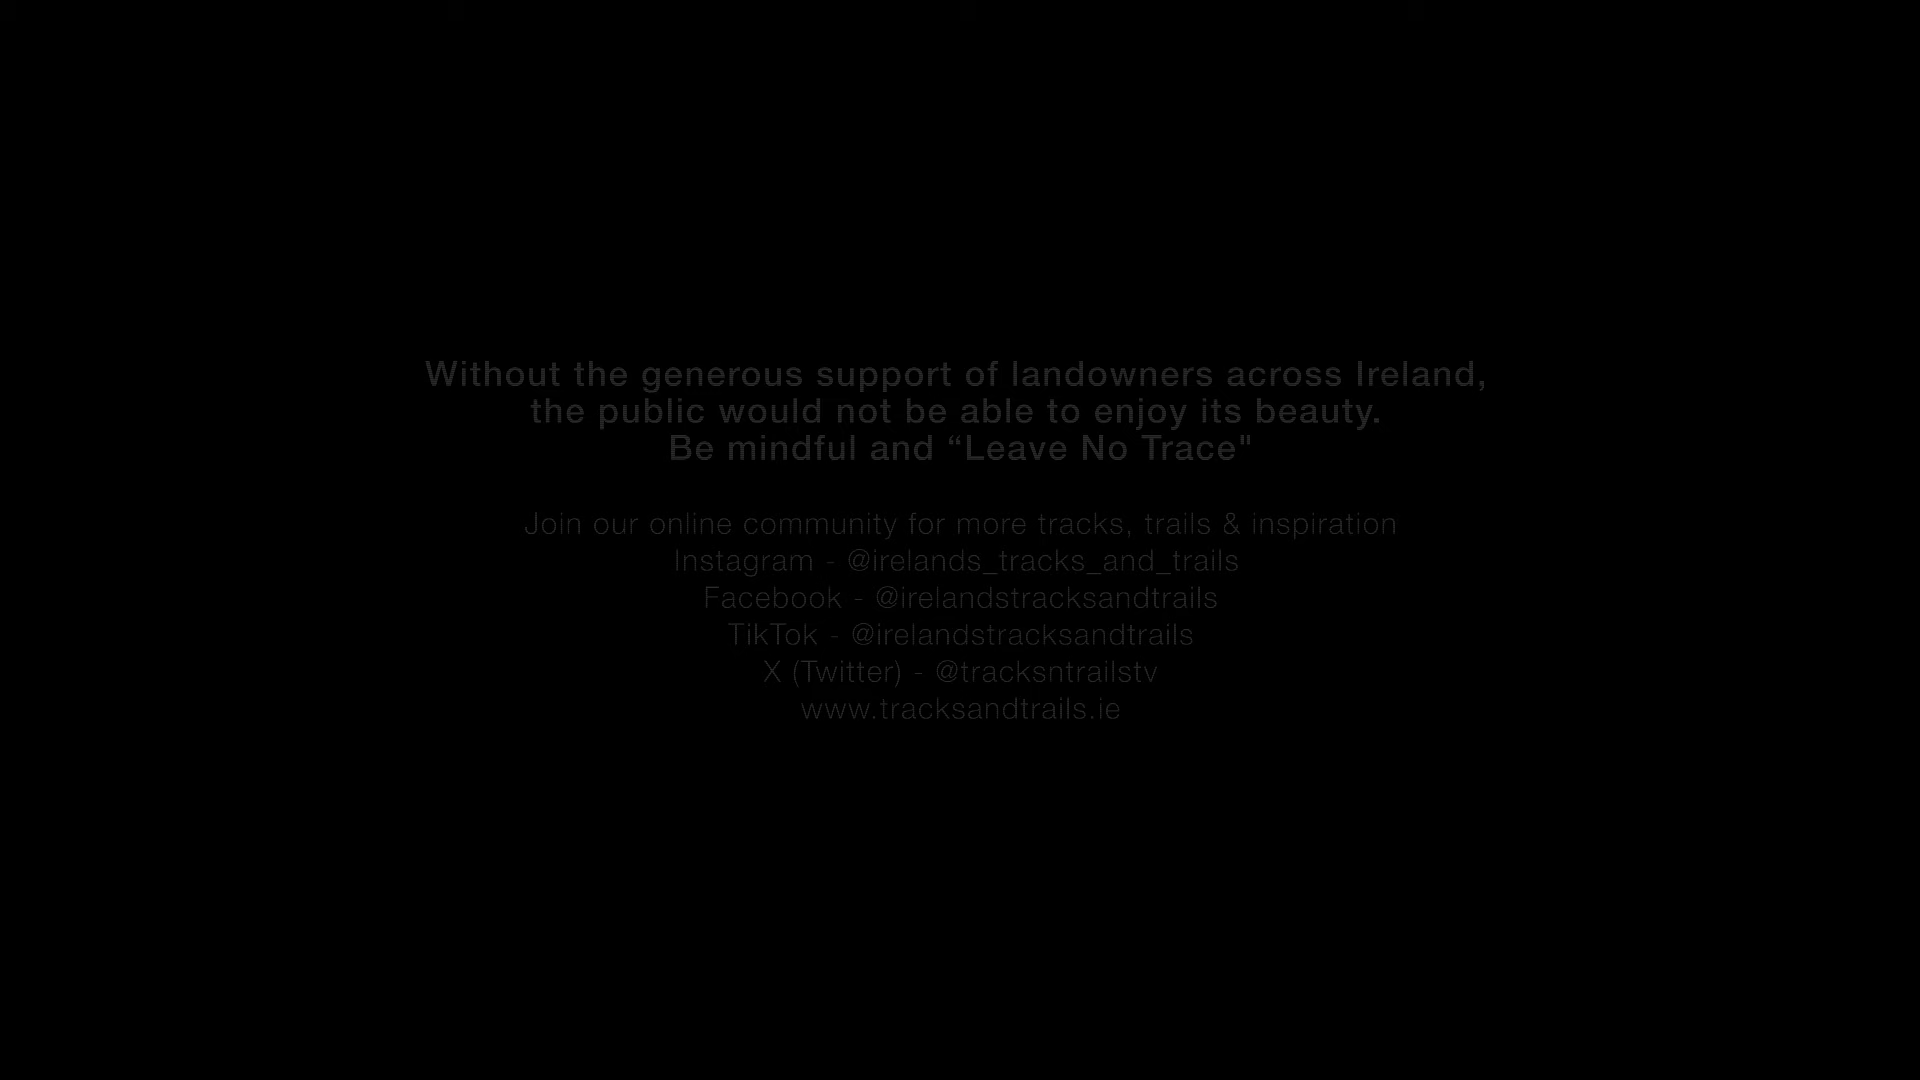 Without the generous support of landowners across Ireland,
the public would not be able to enjoy its beauty.
Be mindful and “Leave No Trace"
Join our online community for more tracks, trails & inspiration
Instagram - @irelands_tracks_and_trails
Facebook - @irelandstracksandtrails
TikTok - @irelandstracksandtrails
X (Twitter) - @tracksntrailstv
www.tracksandtrails.ie